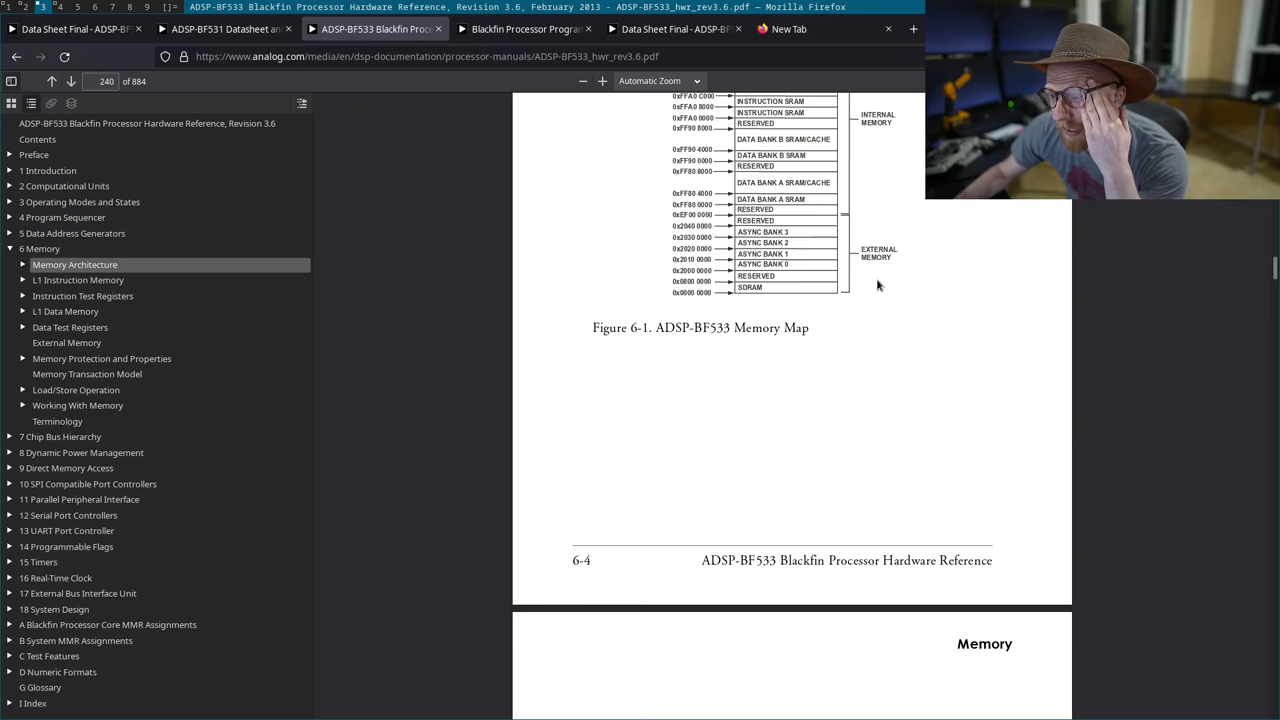 1 2 3 4 5 6 7 8 9 []= ADSP-BF533 Blackfin Processor Hardware Reference, Revision 3.6, February 2013 - ADSP-BF533_hwr_rev3.6.pdf — Mozilla Firefox
Data Sheet Final - ADSP-BF
ADSP-BF531 Datasheet an
ADSP-BF533 Blackfin Proce
Blackfin Processor Program
Data Sheet Final - ADSP-BF
New Tab
https://www.analog.com/media/en/dsp-documentation/processor-manuals/ADSP-BF533_hwr_rev3.6.pdf
240 of 884
Automatic Zoom
ADSP-BF533 Blackfin Processor Hardware Reference, Revision 3.6
Contents
Preface
1 Introduction
2 Computational Units
3 Operating Modes and States
4 Program Sequencer
5 Data Address Generators
6 Memory
Memory Architecture
L1 Instruction Memory
Instruction Test Registers
L1 Data Memory
Data Test Registers
External Memory
Memory Protection and Properties
Memory Transaction Model
Load/Store Operation
Working With Memory
Terminology
7 Chip Bus Hierarchy
8 Dynamic Power Management
9 Direct Memory Access
10 SPI Compatible Port Controllers
11 Parallel Peripheral Interface
12 Serial Port Controllers
13 UART Port Controller
14 Programmable Flags
15 Timers
16 Real-Time Clock
17 External Bus Interface Unit
18 System Design
A Blackfin Processor Core MMR Assignments
B System MMR Assignments
C Test Features
D Numeric Formats
G Glossary
I Index
0xFFA0 C000
INSTRUCTION SRAM
0xFFA0 8000
INSTRUCTION SRAM
0xFFA0 0000
RESERVED
0xFF90 8000
DATA BANK B SRAM/CACHE
0xFF90 4000
DATA BANK B SRAM
0xFF90 0000
RESERVED
0xFF80 8000
DATA BANK A SRAM/CACHE
0xFF80 4000
DATA BANK A SRAM
0xFF80 0000
RESERVED
0xEF00 0000
RESERVED
0x2040 0000
ASYNC BANK 3
0x2030 0000
ASYNC BANK 2
0x2020 0000
ASYNC BANK 1
0x2010 0000
ASYNC BANK 0
0x2000 0000
RESERVED
0x0800 0000
SDRAM
0x0000 0000
INTERNAL
MEMORY
EXTERNAL
MEMORY
Figure 6-1. ADSP-BF533 Memory Map
6-4 ADSP-BF533 Blackfin Processor Hardware Reference
Memory